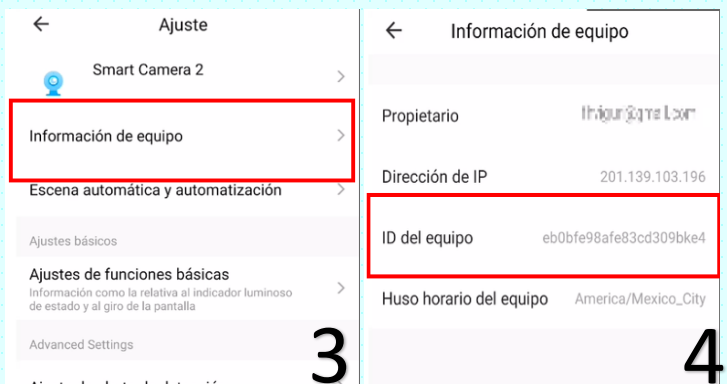 Ajuste
Smart Camera 2
Información de equipo
Escena automática y automatización
Ajustes básicos
Ajustes de funciones básicas
Información como la relativa al indicador luminoso
de estado y al giro de la pantalla
Advanced Settings
3
Información de equipo
Propietario
Dirección de IP 201.139.103.196
ID del equipo eb0bfe98afe83cd309bke4
Huso horario del equipo America/Mexico_City
4